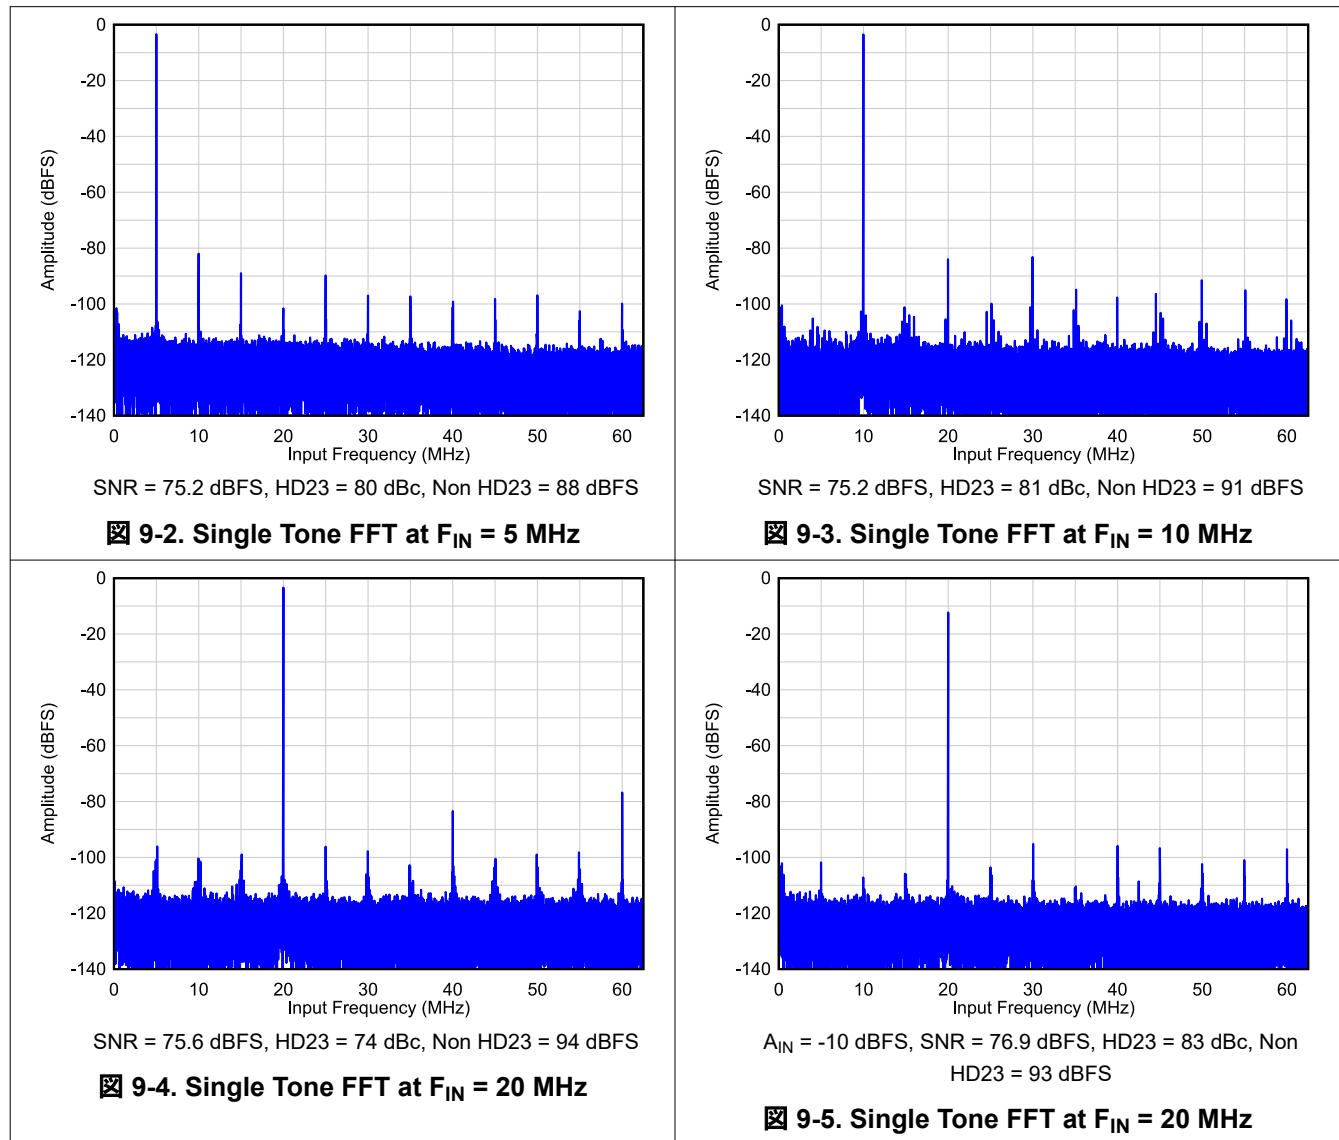 0
-20
-40
-60
-80
-100
-120
-140
Amplitude (dBFS)
0 10 20 30 40 50 60
Input Frequency (MHz)
SNR = 75.2 dBFS, HD23 = 80 dBc, Non HD23 = 88 dBFS
図 9-2. Single Tone FFT at FIN = 5 MHz
0
-20
-40
-60
-80
-100
-120
-140
Amplitude (dBFS)
0 10 20 30 40 50 60
Input Frequency (MHz)
SNR = 75.2 dBFS, HD23 = 81 dBc, Non HD23 = 91 dBFS
図 9-3. Single Tone FFT at FIN = 10 MHz
0
-20
-40
-60
-80
-100
-120
-140
Amplitude (dBFS)
0 10 20 30 40 50 60
Input Frequency (MHz)
SNR = 75.6 dBFS, HD23 = 74 dBc, Non HD23 = 94 dBFS
図 9-4. Single Tone FFT at FIN = 20 MHz
0
-20
-40
-60
-80
-100
-120
-140
Amplitude (dBFS)
0 10 20 30 40 50 60
Input Frequency (MHz)
AIN = -10 dBFS, SNR = 76.9 dBFS, HD23 = 83 dBc, Non
HD23 = 93 dBFS
図 9-5. Single Tone FFT at FIN = 20 MHz